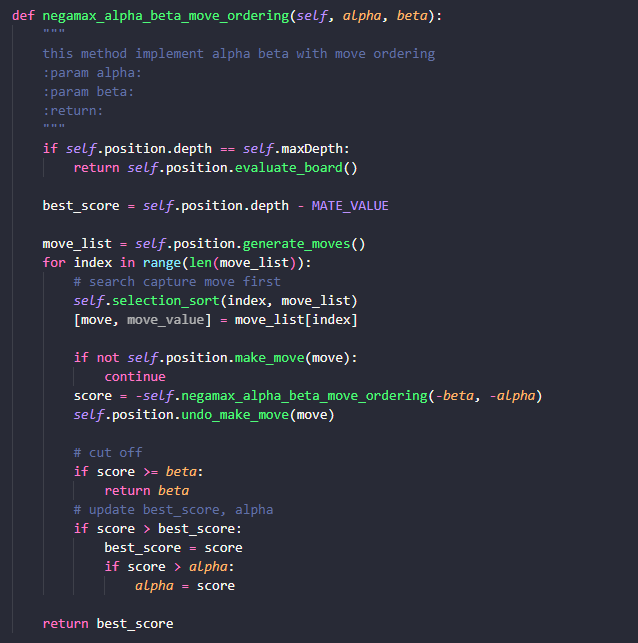 def negamax_alpha_beta_move_ordering(self, alpha, beta):
    """
    this method implement alpha beta with move ordering
    :param alpha:
    :param beta:
    :return:
    """
    if self.position.depth == self.maxDepth:
        return self.position.evaluate_board()

    best_score = self.position.depth - MATE_VALUE

    move_list = self.position.generate_moves()
    for index in range(len(move_list)):
        # search capture move first
        self.selection_sort(index, move_list)
        [move, move_value] = move_list[index]

        if not self.position.make_move(move):
            continue
        score = -self.negamax_alpha_beta_move_ordering(-beta, -alpha)
        self.position.undo_make_move(move)

        # cut off
        if score >= beta:
            return beta
        # update best_score, alpha
        if score > best_score:
            best_score = score
            if score > alpha:
                alpha = score

    return best_score